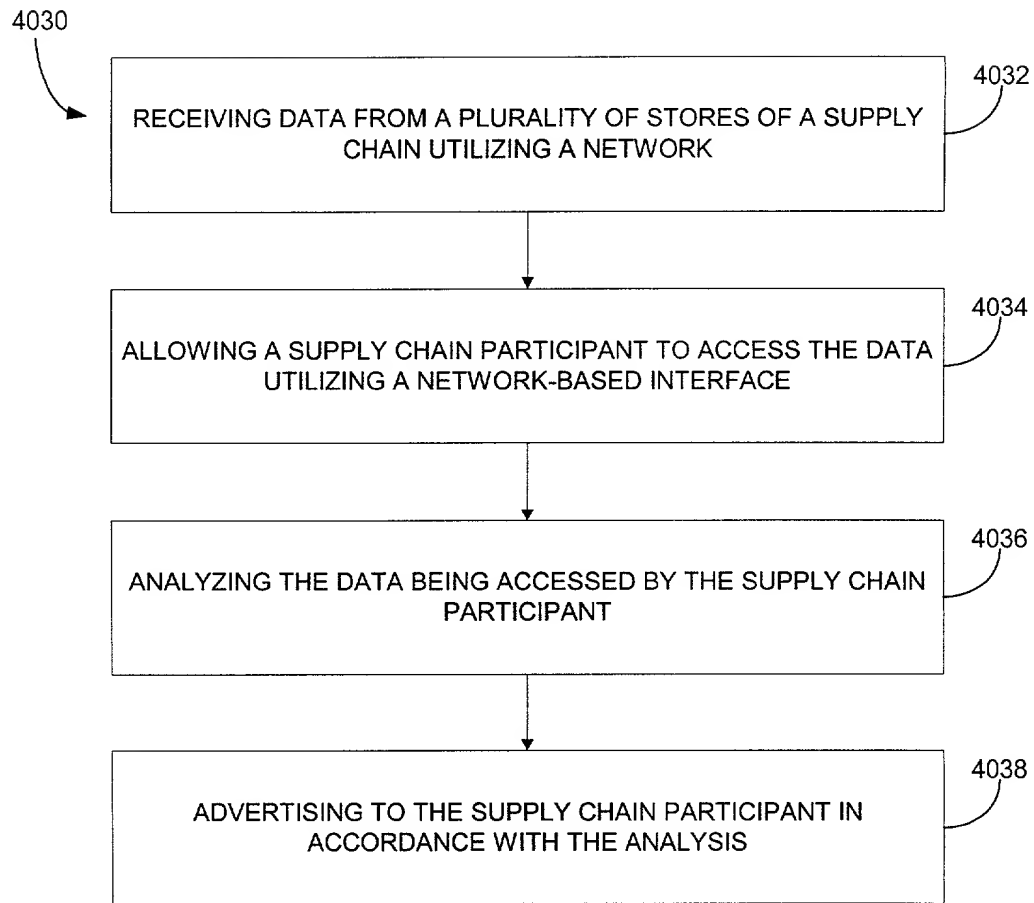 4030
4032
RECEIVING DATA FROM A PLURALITY OF STORES OF A SUPPLY
CHAIN UTILIZING A NETWORK
4034
ALLOWING A SUPPLY CHAIN PARTICIPANT TO ACCESS THE DATA
UTILIZING A NETWORK-BASED INTERFACE
4036
ANALYZING THE DATA BEING ACCESSED BY THE SUPPLY CHAIN
PARTICIPANT
4038
ADVERTISING TO THE SUPPLY CHAIN PARTICIPANT IN
ACCORDANCE WITH THE ANALYSIS